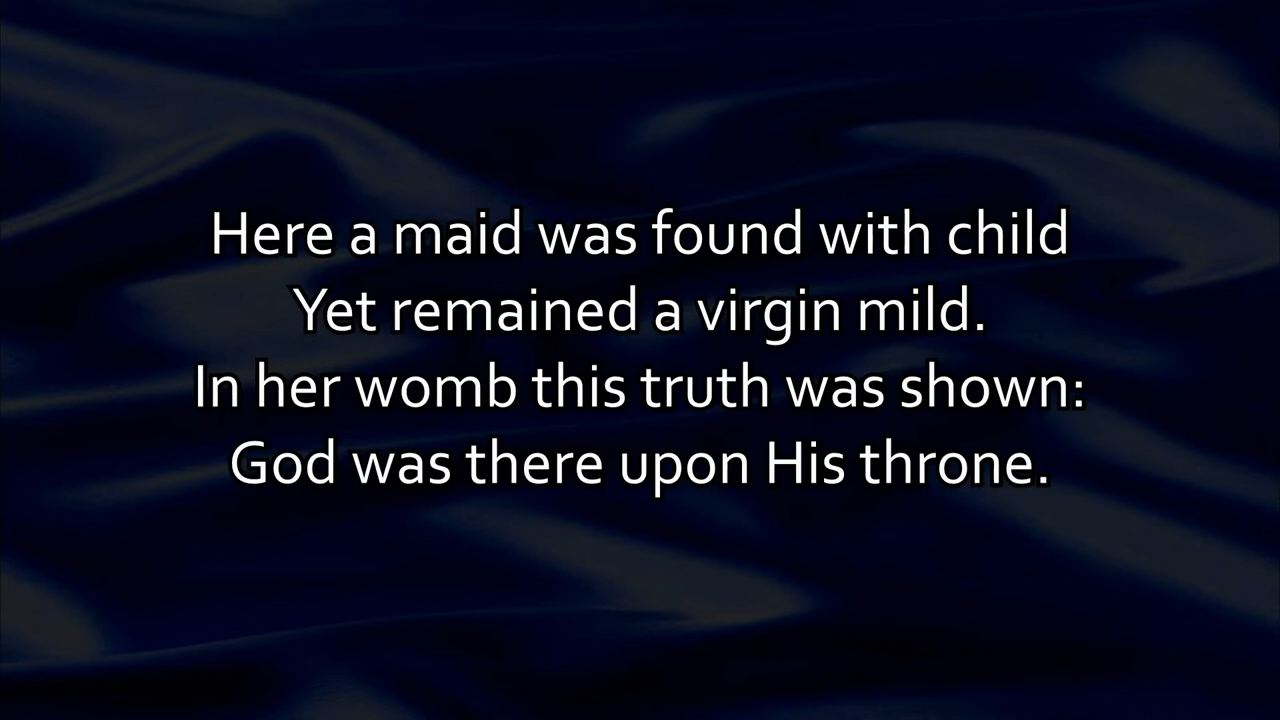 Here a maid was found with child
Yet remained a virgin mild.
In her womb this truth was shown:
God was there upon His throne.